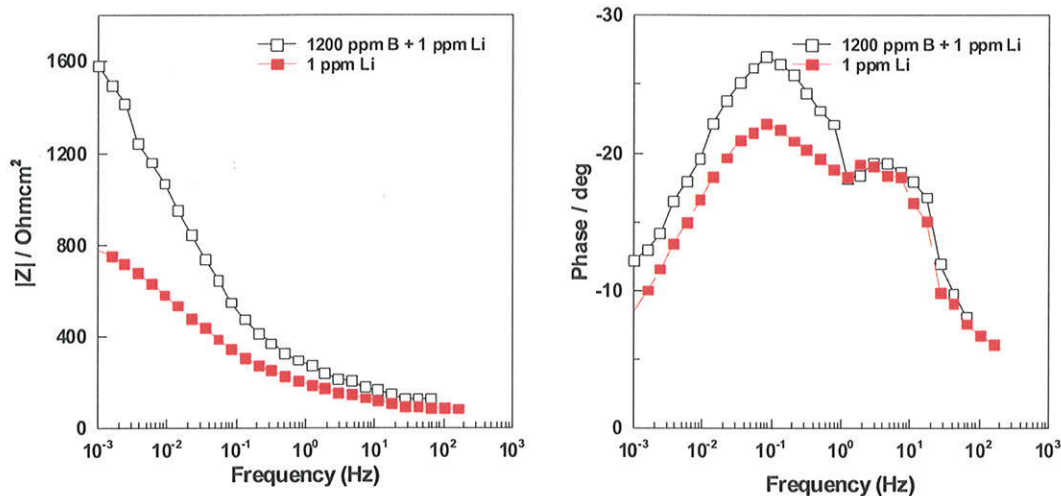 1200 ppm B + 1 ppm Li
1 ppm Li
|Z| / Ohmcm²
1600
1200
800
400
0
10⁻³
10⁻²
10⁻¹
10⁰
10¹
10²
10³
Frequency (Hz)
1200 ppm B + 1 ppm Li
1 ppm Li
Phase / deg
-30
-20
-10
0
10⁻³
10⁻²
10⁻¹
10⁰
10¹
10²
10³
Frequency (Hz)